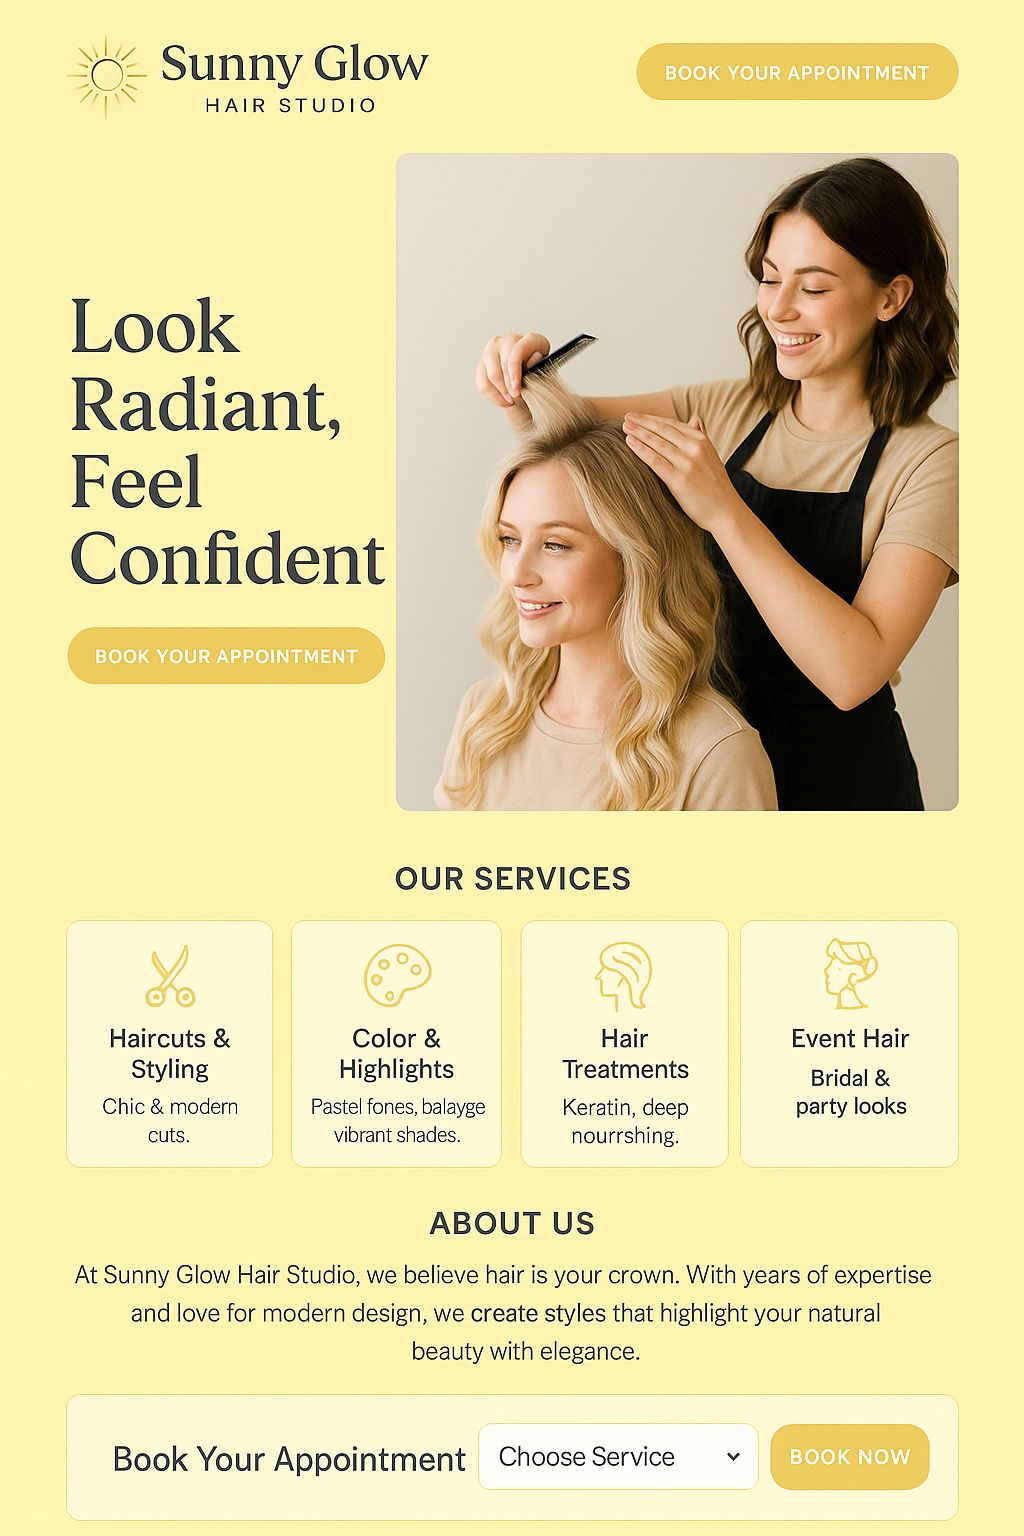 Sunny Glow
HAIR STUDIO
BOOK YOUR APPOINTMENT
Look
Radiant,
Feel
Confident
BOOK YOUR APPOINTMENT
OUR SERVICES
Haircuts &
Styling
Chic & modern
cuts.
Color &
Highlights
Pastel fones, balayge
vibrant shades.
Hair
Treatments
Keratin, deep
nourrshing.
Event Hair
Bridal &
party looks
ABOUT US
At Sunny Glow Hair Studio, we believe hair is your crown. With years of expertise
and love for modern design, we create styles that highlight your natural
beauty with elegance.
Book Your Appointment
Choose Service
BOOK NOW